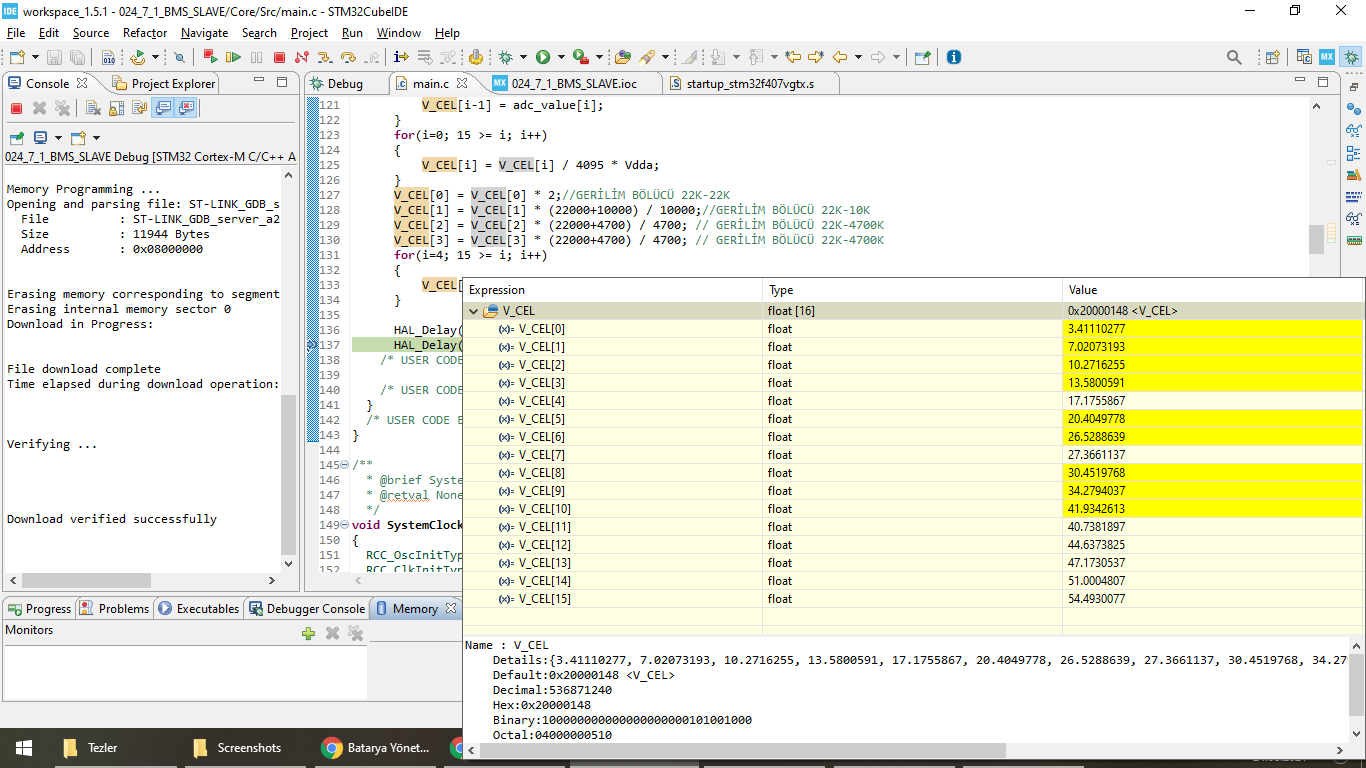 workspace_1.5.1 - 024_7_1_BMS_SLAVE/Core/Src/main.c - STM32CubeIDE
File Edit Source Refactor Navigate Search Project Run Window Help
Console Project Explorer
024_7_1_BMS_SLAVE Debug [STM32 Cortex-M C/C++ A
Memory Programming ...
Opening and parsing file: ST-LINK_GDB_s
File : ST-LINK_GDB_server_a2
Size : 11944 Bytes
Address : 0x08000000
Erasing memory corresponding to segment
Erasing internal memory sector 0
Download in Progress:
File download complete
Time elapsed during download operation:
Verifying ...
Download verified successfully
Debug main.c 024_7_1_BMS_SLAVE.ioc startup_stm32f407vgtx.s
121 V_CEL[i-1] = adc_value[i];
122 }
123 for(i=0; 15 >= i; i++)
124 {
125 V_CEL[i] = V_CEL[i] / 4095 * Vdda;
126 }
127 V_CEL[0] = V_CEL[0] * 2;//GERİLİM BÖLÜCÜ 22K-22K
128 V_CEL[1] = V_CEL[1] * (22000+10000) / 10000;//GERİLİM BÖLÜCÜ 22K-10K
129 V_CEL[2] = V_CEL[2] * (22000+4700) / 4700; // GERİLİM BÖLÜCÜ 22K-4700K
130 V_CEL[3] = V_CEL[3] * (22000+4700) / 4700; // GERİLİM BÖLÜCÜ 22K-4700K
131 for(i=4; 15 >= i; i++)
132 {
133 V_CEL[
134 }
135
136 HAL_Delay(
137 HAL_Delay(
138 /* USER CODE
139
140 /* USER CODE
141 }
142 /* USER CODE E
143 }
144
145 /**
146 * @brief Syste
147 * @retval None
148 */
149 void SystemClock
150 {
151 RCC_OscInitTyp
152 RCC_ClkInitTyp
Expression Type Value
V_CEL float [16] 0x20000148 <V_CEL>
(x)= V_CEL[0] float 3.41110277
(x)= V_CEL[1] float 7.02073193
(x)= V_CEL[2] float 10.2716255
(x)= V_CEL[3] float 13.5800591
(x)= V_CEL[4] float 17.1755867
(x)= V_CEL[5] float 20.4049778
(x)= V_CEL[6] float 26.5288639
(x)= V_CEL[7] float 27.3661137
(x)= V_CEL[8] float 30.4519768
(x)= V_CEL[9] float 34.2794037
(x)= V_CEL[10] float 41.9342613
(x)= V_CEL[11] float 40.7381897
(x)= V_CEL[12] float 44.6373825
(x)= V_CEL[13] float 47.1730537
(x)= V_CEL[14] float 51.0004807
(x)= V_CEL[15] float 54.4930077
Name : V_CEL
Details:{3.41110277, 7.02073193, 10.2716255, 13.5800591, 17.1755867, 20.4049778, 26.5288639, 27.3661137, 30.4519768, 34.27
Default:0x20000148 <V_CEL>
Decimal:536871240
Hex:0x20000148
Binary:100000000000000000000101001000
Octal:04000000510
Progress Problems Executables Debugger Console Memory
Monitors
Tezler Screenshots Batarya Yönet...